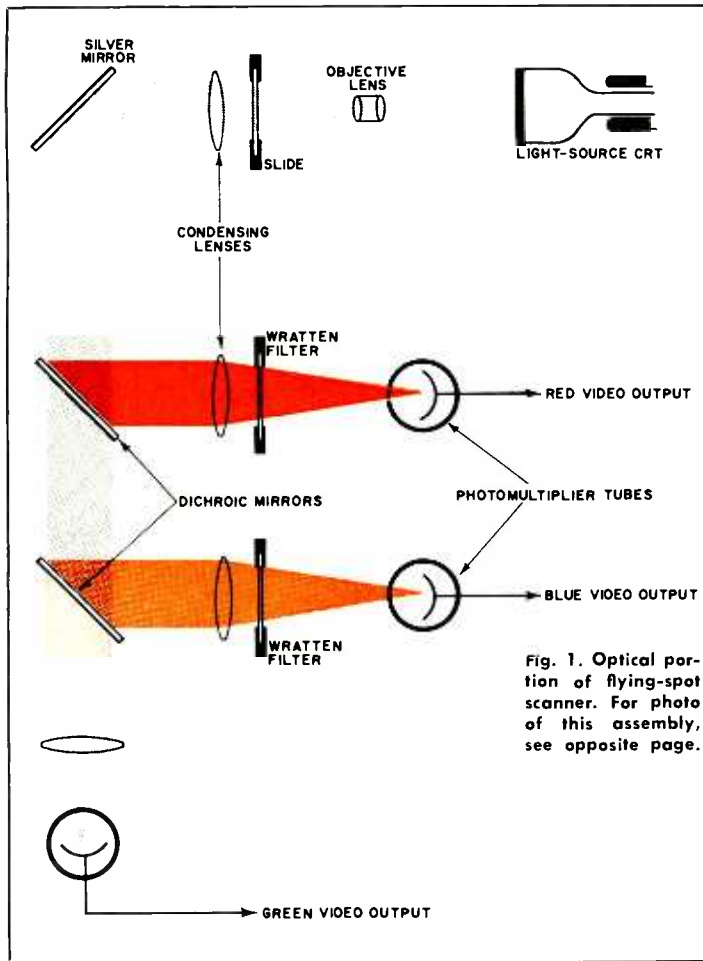 SILVER
MIRROR
OBJECTIVE
LENS
SLIDE
LIGHT-SOURCE CRT
CONDENSING
LENSES
WRATTEN
FILTER
RED VIDEO OUTPUT
DICHROIC MIRRORS
PHOTOMULTIPLIER TUBES
BLUE VIDEO OUTPUT
WRATTEN
FILTER
Fig. 1. Optical por-
tion of flying-spot
scanner. For photo
of this assembly,
see opposite page.
GREEN VIDEO OUTPUT